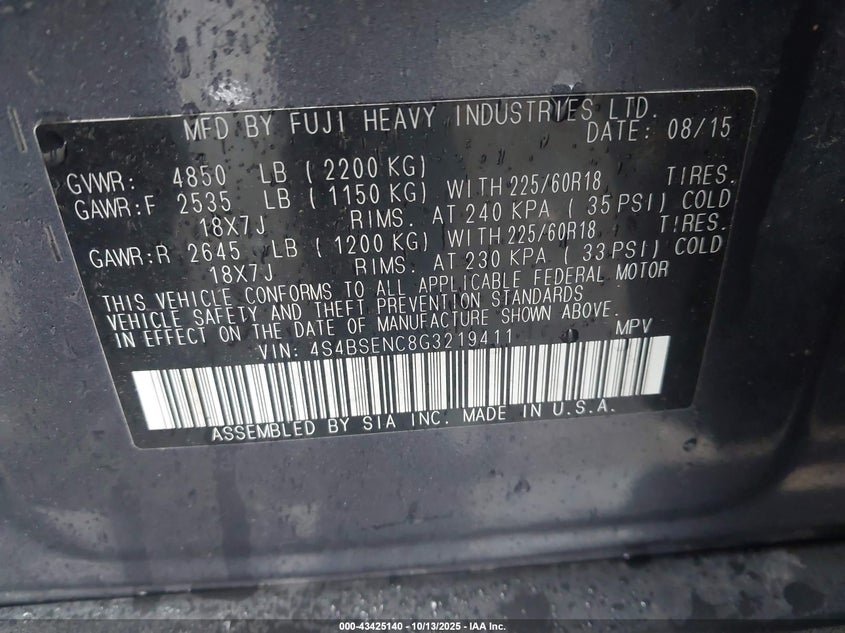 MFD BY FUJI HEAVY INDUSTRIES LTD.
DATE: 08/15
GVWR: 4850 LB ( 2200 KG)
GAWR:F 2535 LB ( 1150 KG) WITH 225/60R18 TIRES.
18X7J RIMS. AT 240 KPA ( 35 PSI) COLD
GAWR:R 2645 LB ( 1200 KG) WITH 225/60R18 TIRES.
18X7J RIMS. AT 230 KPA ( 33 PSI) COLD
THIS VEHICLE CONFORMS TO ALL APPLICABLE FEDERAL MOTOR
VEHICLE SAFETY AND THEFT PREVENTION STANDARDS
IN EFFECT ON THE DATE OF MANUFACTURE SHOWN ABOVE.
VIN: 4S4BSENC8G3219411 MPV
ASSEMBLED BY SIA INC. MADE IN U.S.A.
000-43425140 - 10/13/2025 - IAA Inc.